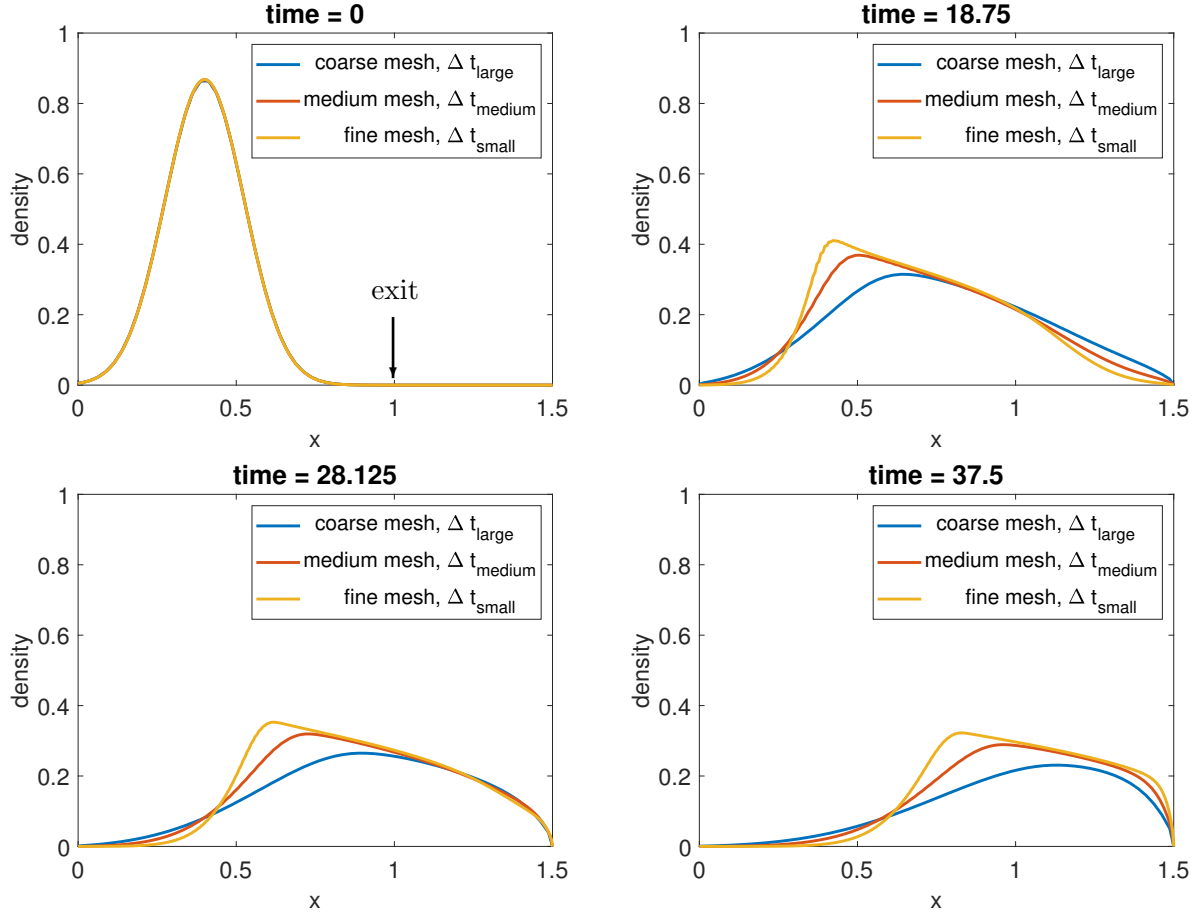 time = 0
coarse mesh, Δ t_large
medium mesh, Δ t_medium
fine mesh, Δ t_small
exit
density
1
0.8
0.6
0.4
0.2
0
0 0.5 1 1.5
x
time = 18.75
coarse mesh, Δ t_large
medium mesh, Δ t_medium
fine mesh, Δ t_small
density
1
0.8
0.6
0.4
0.2
0
0 0.5 1 1.5
x
time = 28.125
coarse mesh, Δ t_large
medium mesh, Δ t_medium
fine mesh, Δ t_small
density
1
0.8
0.6
0.4
0.2
0
0 0.5 1 1.5
x
time = 37.5
coarse mesh, Δ t_large
medium mesh, Δ t_medium
fine mesh, Δ t_small
density
1
0.8
0.6
0.4
0.2
0
0 0.5 1 1.5
x